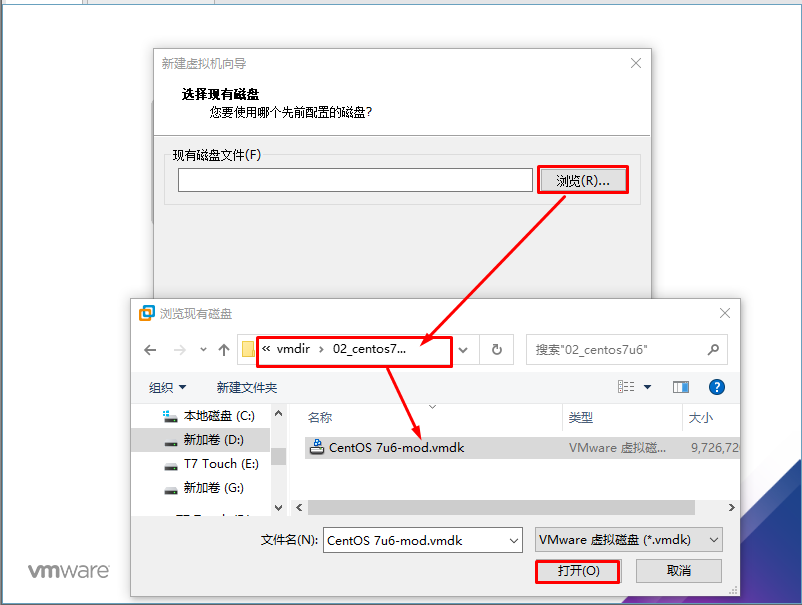 新建虚拟机向导
选择现有磁盘
您要使用哪个先前配置的磁盘?
现有磁盘文件(F)
浏览(R)...
浏览现有磁盘
« vmdir › 02_centos7...
搜索"02_centos7u6"
组织 新建文件夹
?
本地磁盘 (C:)
新加卷 (D:)
T7 Touch (E:)
新加卷 (G:)
名称 类型 大小
CentOS 7u6-mod.vmdk VMware 虚拟磁... 9,726,72
文件名(N): CentOS 7u6-mod.vmdk VMware 虚拟磁盘 (*.vmdk)
打开(O) 取消
vmware